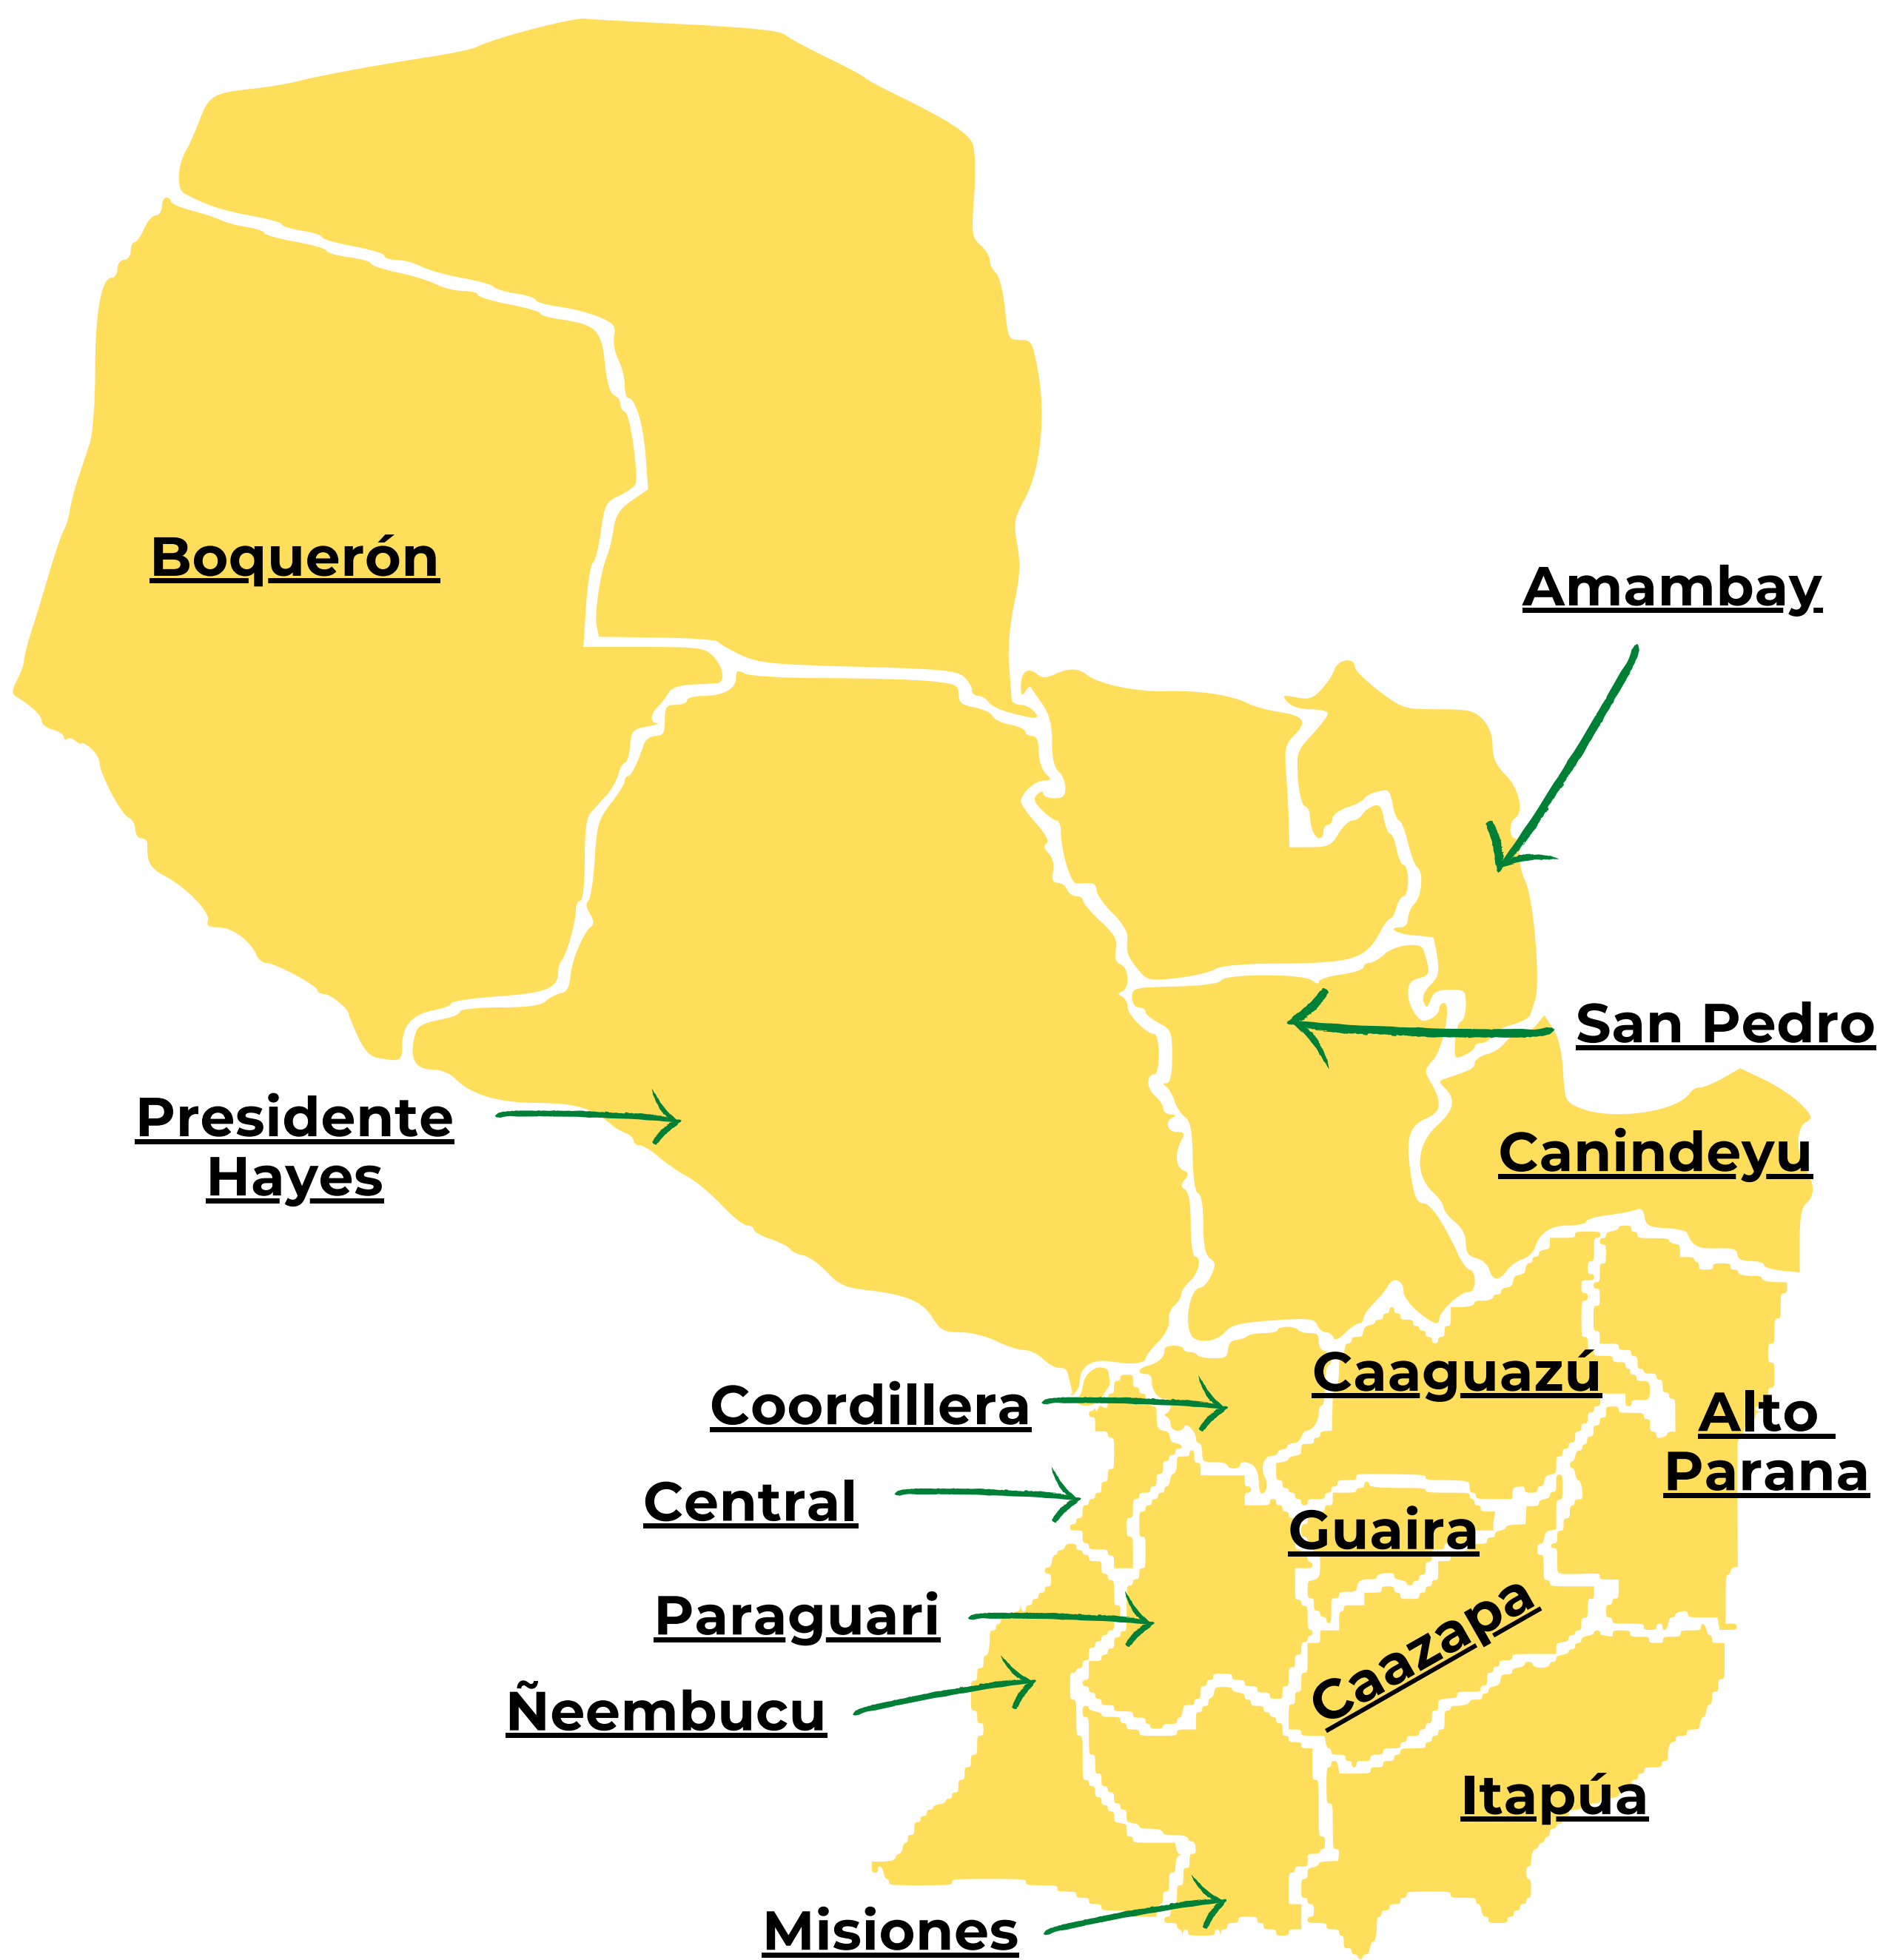 Boquerón
Amambay
San Pedro
Presidente
Hayes
Canindeyu
Coordillera
Caaguazú
Alto
Parana
Central
Guaira
Paraguari
Caazapa
Ñeembucu
Itapúa
Misiones